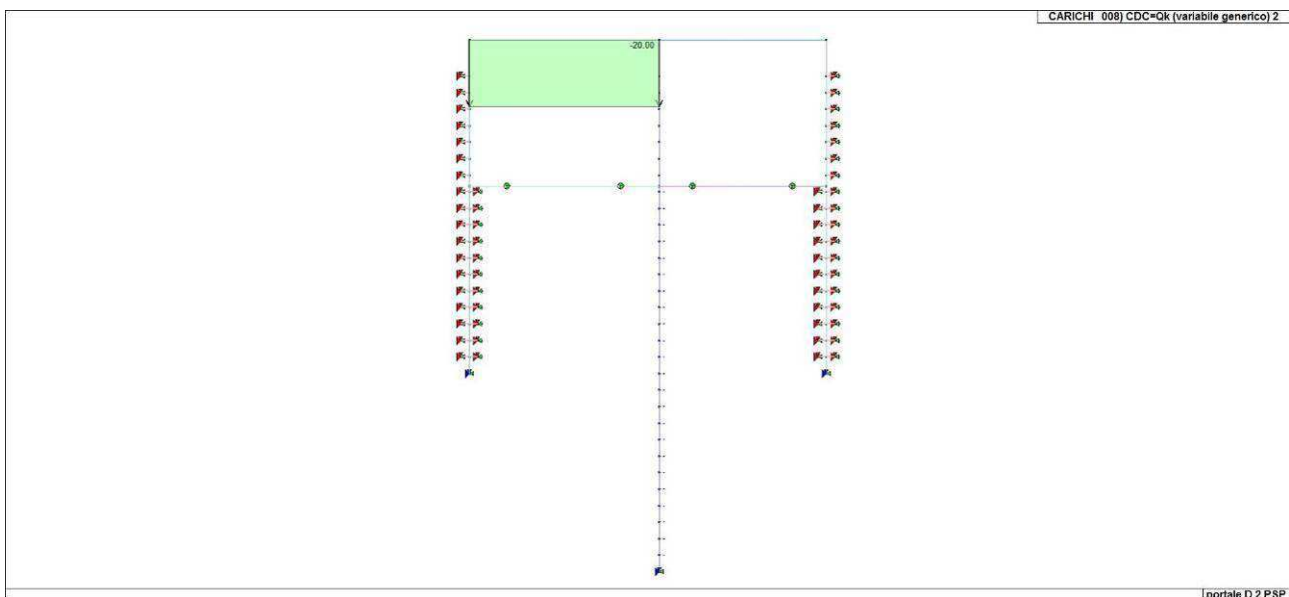 CARICHI 008) CDC=Qk (variabile generico) 2
-20.00
portale D 2.PSP